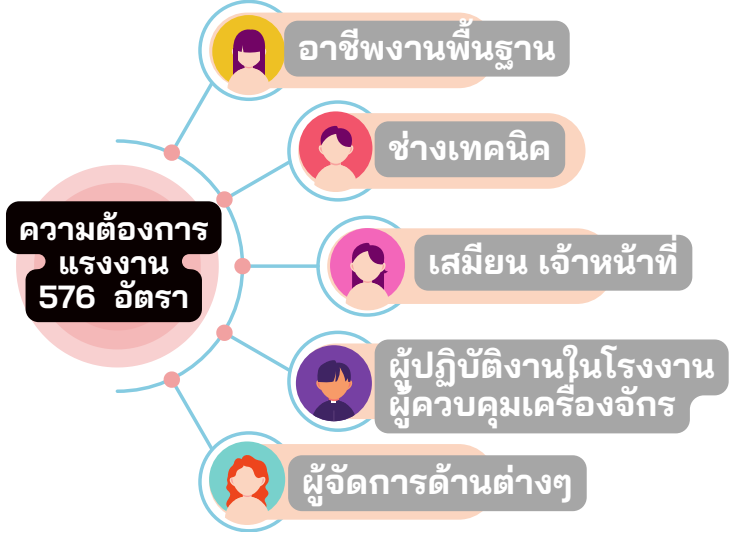 อาชีพงานพื้นฐาน
ช่างเทคนิค
ความต้องการ
แรงงาน
576 อัตรา
เสมียน เจ้าหน้าที่
ผู้ปฏิบัติงานในโรงงาน
ผู้ควบคุมเครื่องจักร
ผู้จัดการด้านต่างๆ